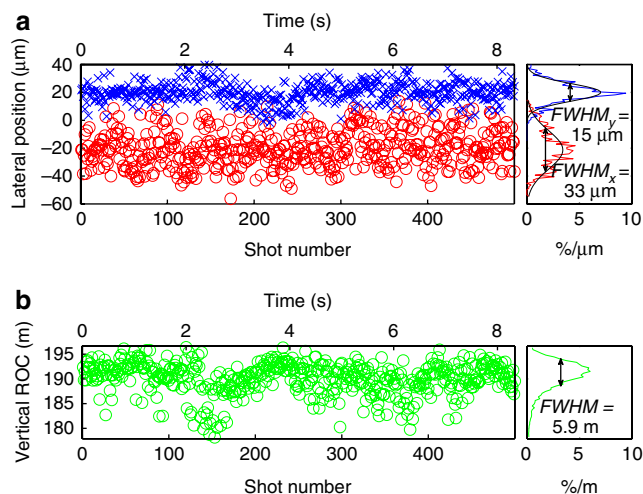 a
Time (s)
0 2 4 6 8
Lateral position (µm)
40
20
0
−20
−40
−60
0 100 200 300 400
Shot number
FWHMy =
15 µm
FWHMx =
33 µm
0 5 10
%/µm
b
Time (s)
0 2 4 6 8
Vertical ROC (m)
195
190
185
180
0 100 200 300 400
Shot number
FWHM =
5.9 m
0 5 10
%/m